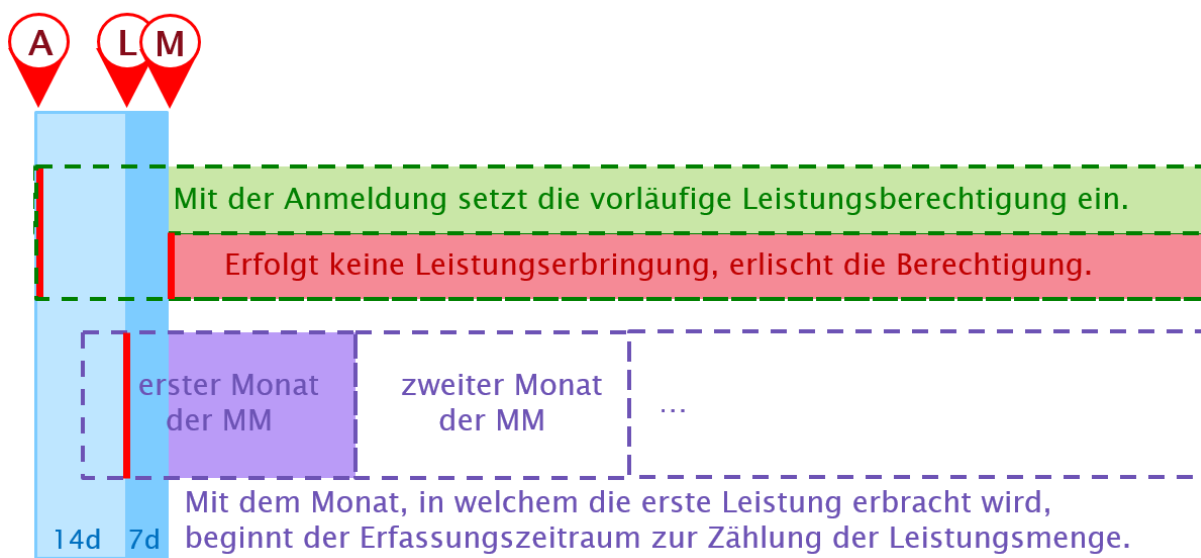 A L M
Mit der Anmeldung setzt die vorläufige Leistungsberechtigung ein.
Erfolgt keine Leistungserbringung, erlischt die Berechtigung.
erster Monat
der MM
zweiter Monat
der MM
...
Mit dem Monat, in welchem die erste Leistung erbracht wird,
beginnt der Erfassungszeitraum zur Zählung der Leistungsmenge.
14d 7d